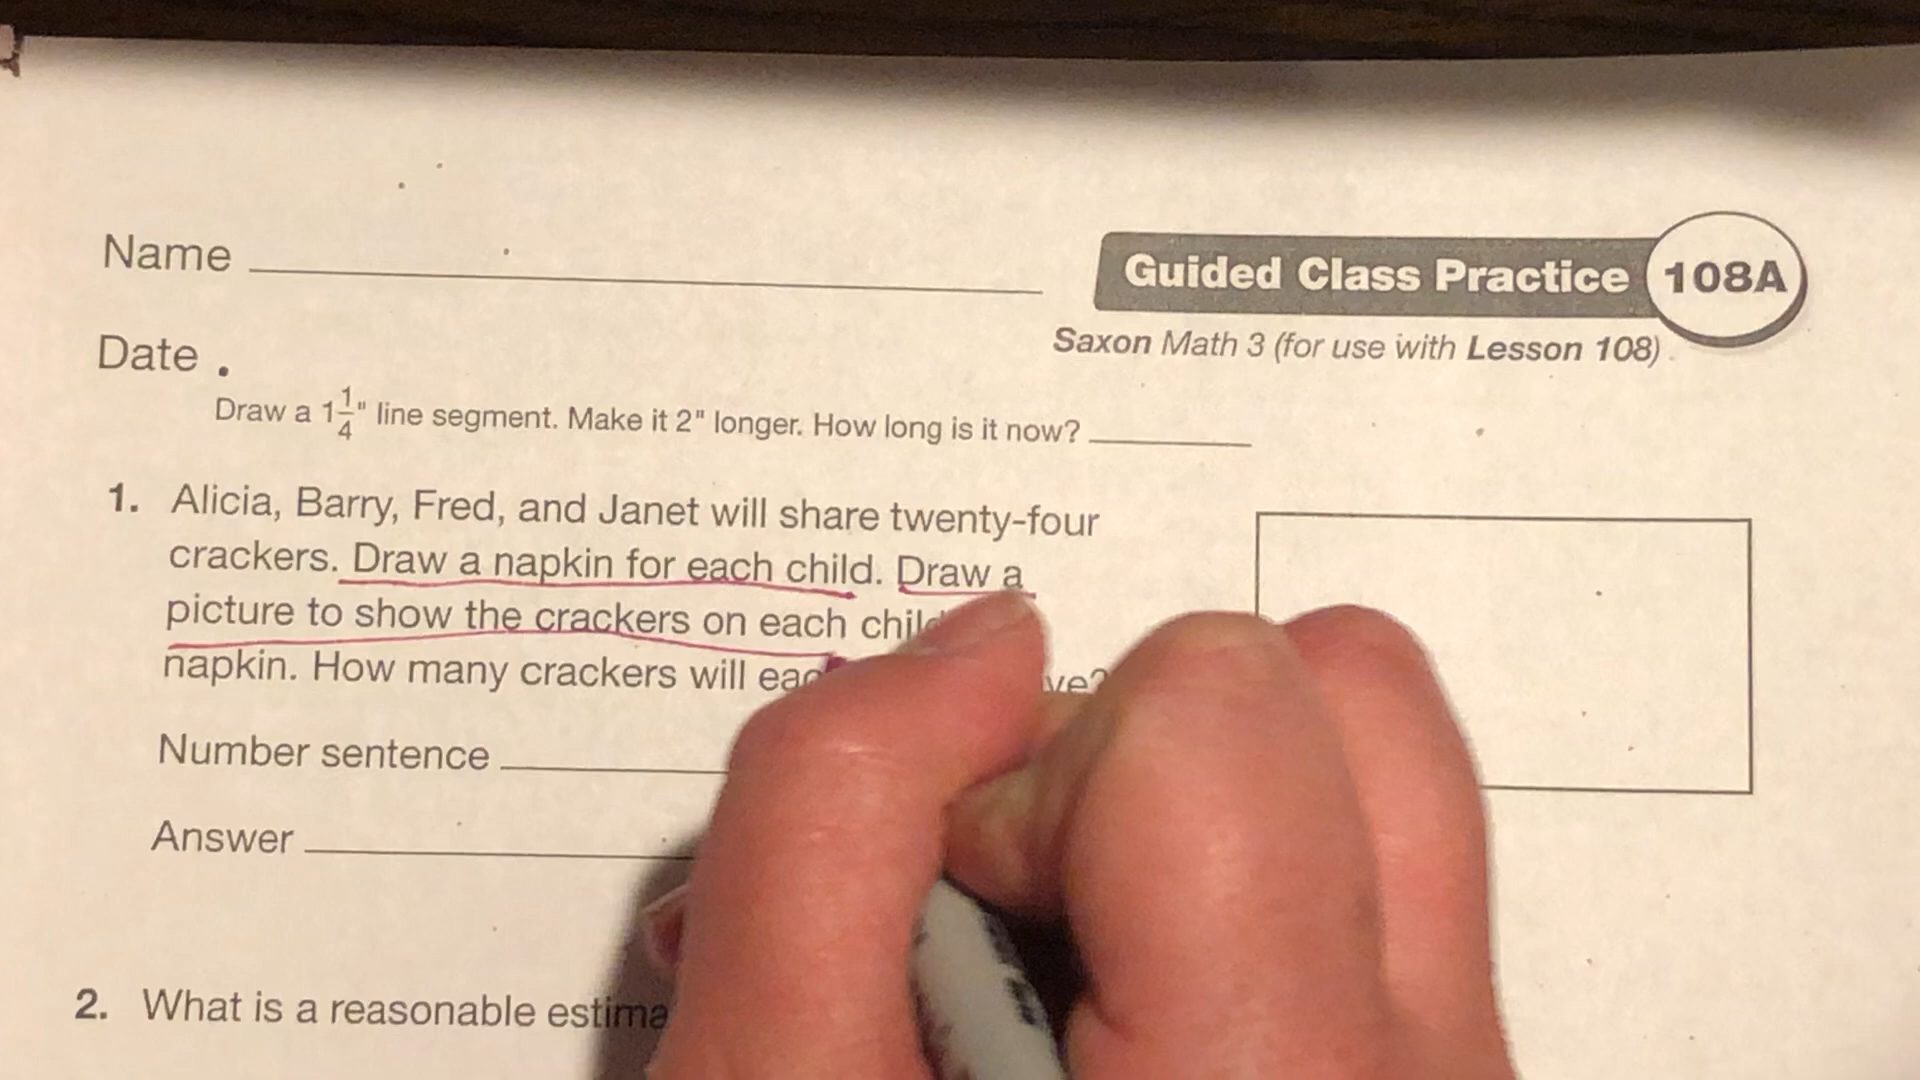 Name
Guided Class Practice 108A
Saxon Math 3 (for use with Lesson 108)
Date
Draw a 1 1/4" line segment. Make it 2" longer. How long is it now?
1. Alicia, Barry, Fred, and Janet will share twenty-four
crackers. Draw a napkin for each child. Draw a
picture to show the crackers on each
napkin. How many crackers will
Number sentence
Answer
2. What is a reasonable